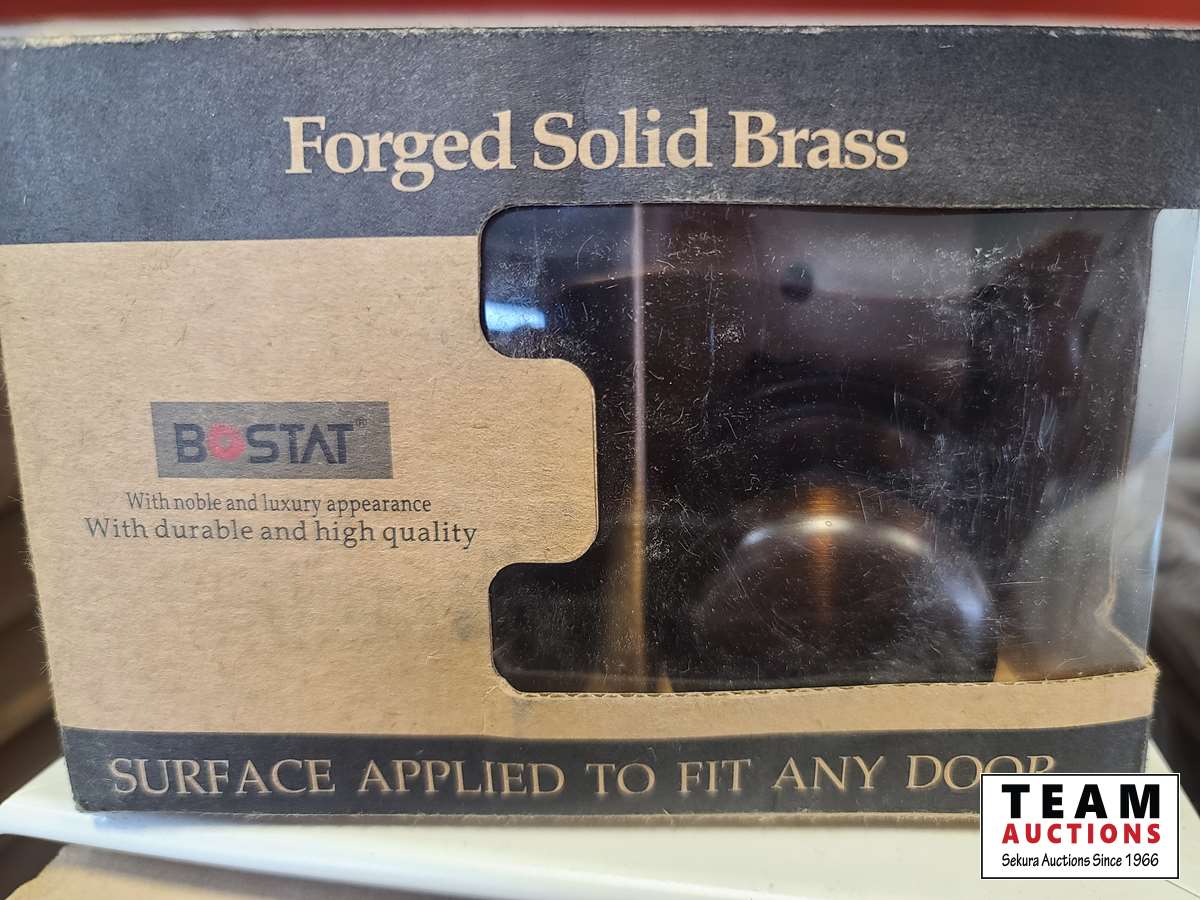 Forged Solid Brass
BOSTAT®
With noble and luxury appearance
With durable and high quality
SURFACE APPLIED TO FIT ANY DOOR
TEAM
AUCTIONS
Sekura Auctions Since 1966